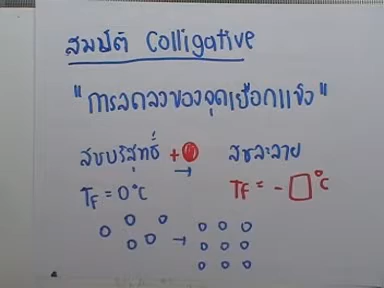 สมบัติ Colligative
"การลดลงของจุดเยือกแข็ง"
สารบริสุทธิ์ + → สารละลาย
TF = 0°C TF = -□°C